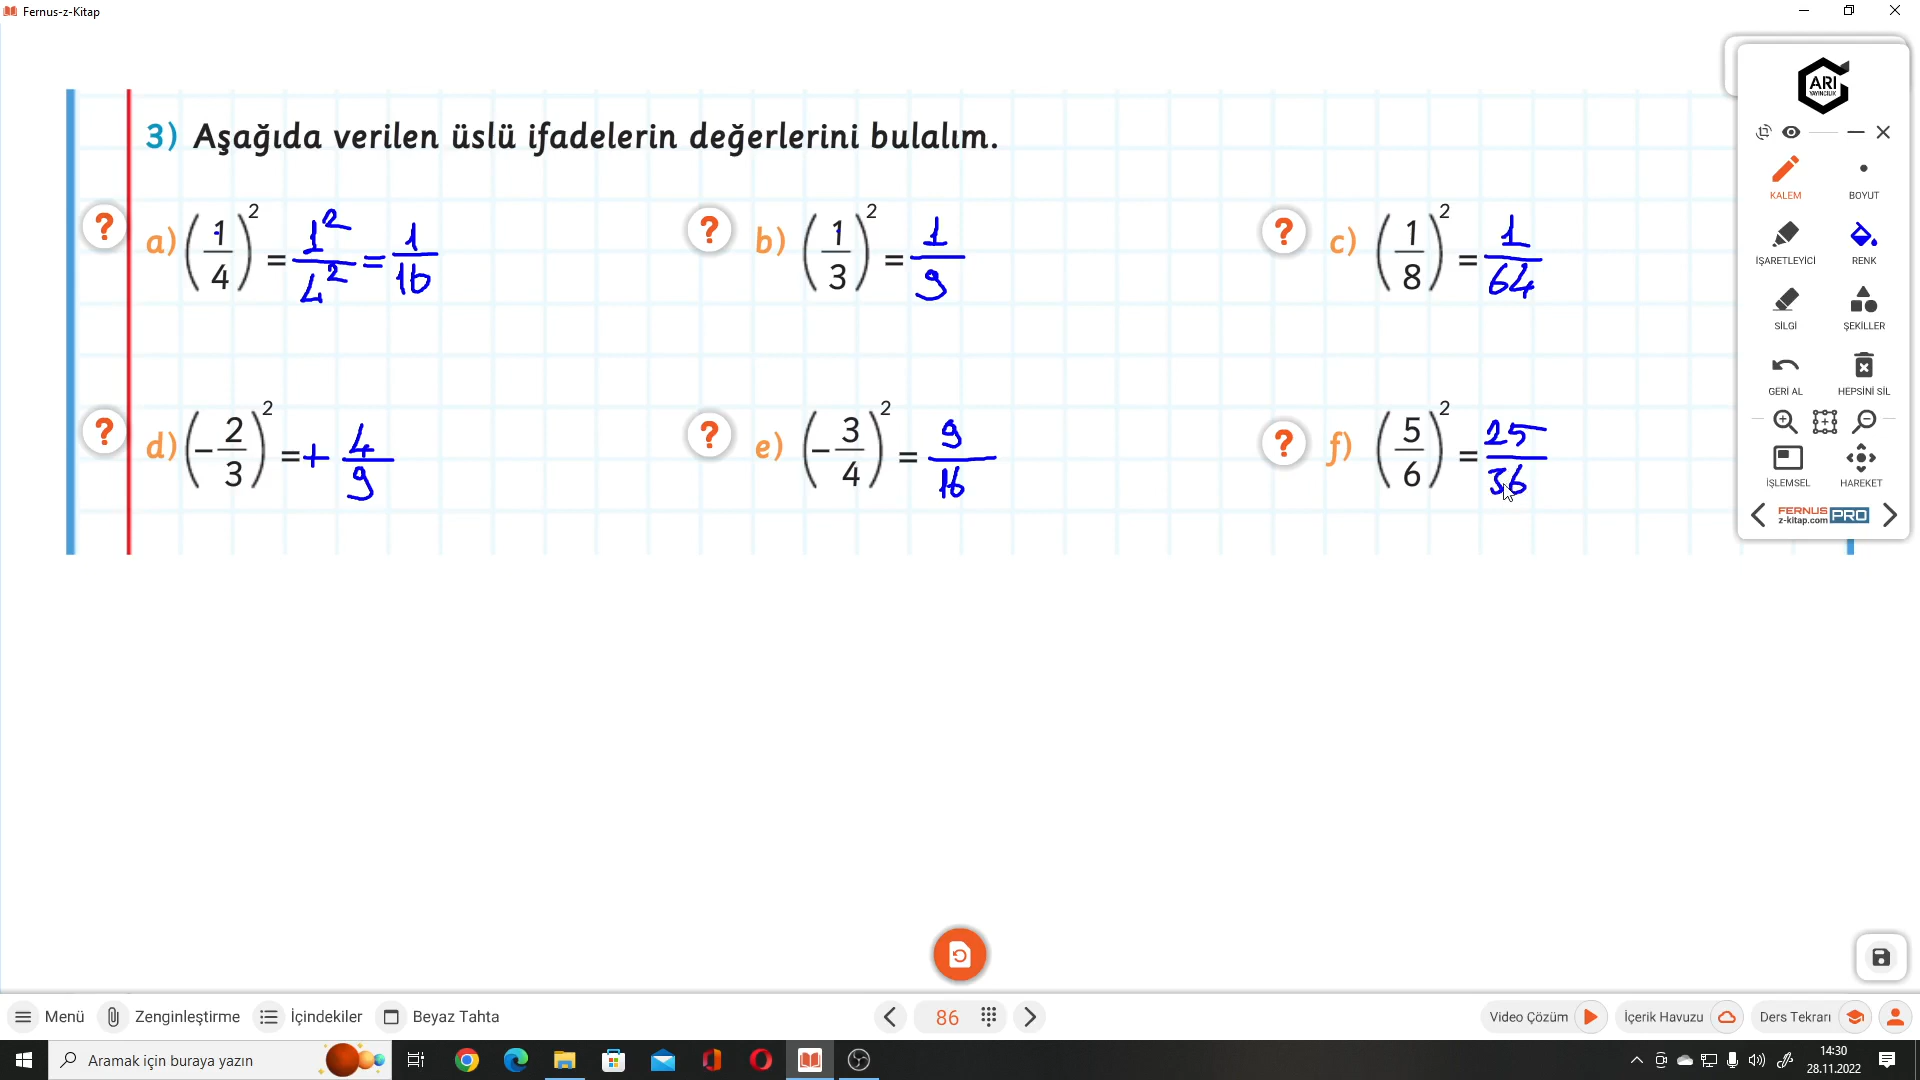 Fernus-z-Kitap
3) Aşağıda verilen üslü ifadelerin değerlerini bulalım.
? a) (1/4)² = 1²/4² = 1/16
? b) (1/3)² = 1/9
? c) (1/8)² = 1/64
? d) (-2/3)² = + 4/9
? e) (-3/4)² = 9/16
? f) (5/6)² = 25/36
ARI
YAYINCILIK
KALEM BOYUT
İŞARETLEYİCİ RENK
SİLGİ ŞEKİLLER
GERİ AL HEPSİNİ SİL
İŞLEMSEL HAREKET
FERNUS
z-kitap.com PRO
Menü Zenginleştirme İçindekiler Beyaz Tahta 86 Video Çözüm İçerik Havuzu Ders Tekrarı
Aramak için buraya yazın
14:30
28.11.2022